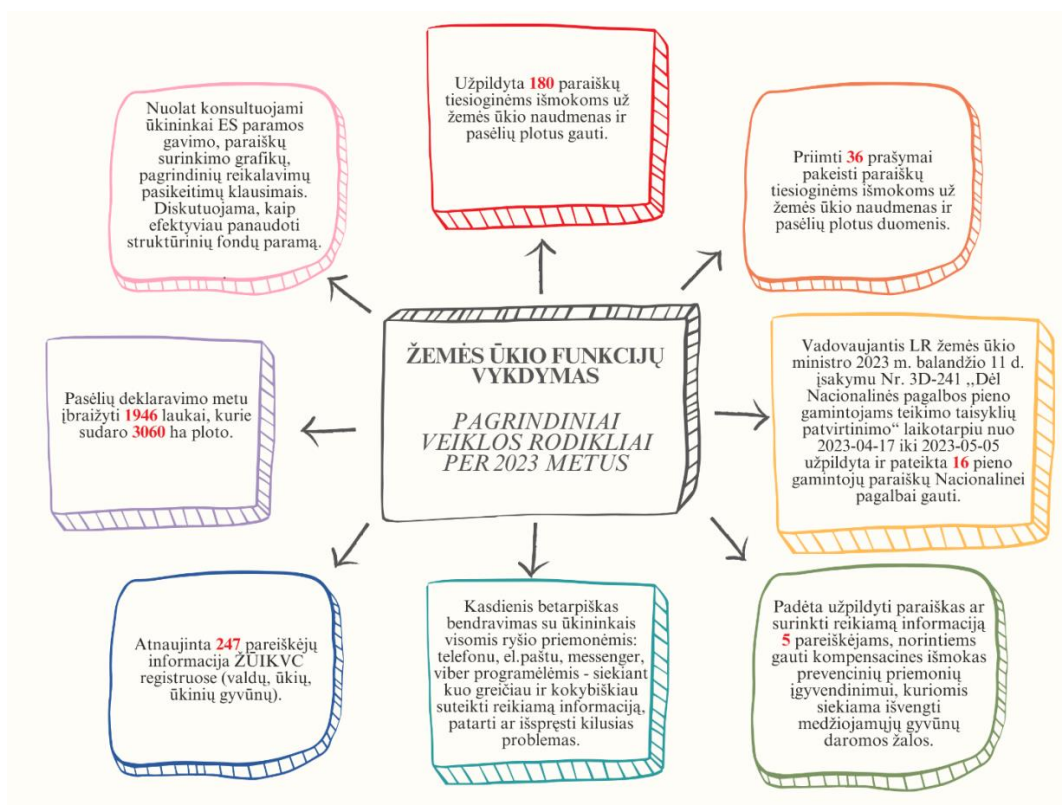 Užpildyta 180 paraiškų
tiesioginėms išmokoms už
žemės ūkio naudmenas ir
pasėlių plotus gauti.
Nuolat konsultuojami
ūkininkai ES paramos
gavimo, paraiškų
surinkimo grafikų,
pagrindinių reikalavimų
pasikeitimų klausimais.
Diskutuojama, kaip
efektyviau panaudoti
struktūrinių fondų paramą.
Priimti 36 prašymai
pakeisti paraiškų
tiesioginėms išmokoms už
žemės ūkio naudmenas ir
pasėlių plotus duomenis.
ŽEMĖS ŪKIO FUNKCIJŲ
VYKDYMAS
PAGRINDINIAI
VEIKLOS RODIKLIAI
PER 2023 METUS
Pasėlių deklaravimo metu
įbraižyti 1946 laukai, kurie
sudaro 3060 ha ploto.
Vadovaujantis LR žemės ūkio
ministro 2023 m. balandžio 11 d.
įsakymu Nr. 3D-241 ,,Dėl
Nacionalinės pagalbos pieno
gamintojams teikimo taisyklių
patvirtinimo“ laikotarpiu nuo
2023-04-17 iki 2023-05-05
užpildyta ir pateikta 16 pieno
gamintojų paraiškų Nacionalinei
pagalbai gauti.
Atnaujinta 247 pareiškėjų
informacija ŽŪIKVC
registruose (valdų, ūkių,
ūkinių gyvūnų).
Kasdienis betarpiškas
bendravimas su ūkininkais
visomis ryšio priemonėmis:
telefonu, el.paštu, messenger,
viber programėlėmis - siekiant
kuo greičiau ir kokybiškiau
suteikti reikiamą informaciją,
patarti ar išspręsti kilusias
problemas.
Padėta užpildyti paraiškas ar
surinkti reikiamą informaciją
5 pareiškėjams, norintiems
gauti kompensacines išmokas
prevencinių priemonių
įgyvendinimui, kuriomis
siekiama išvengti
medžiojamųjų gyvūnų
daromos žalos.